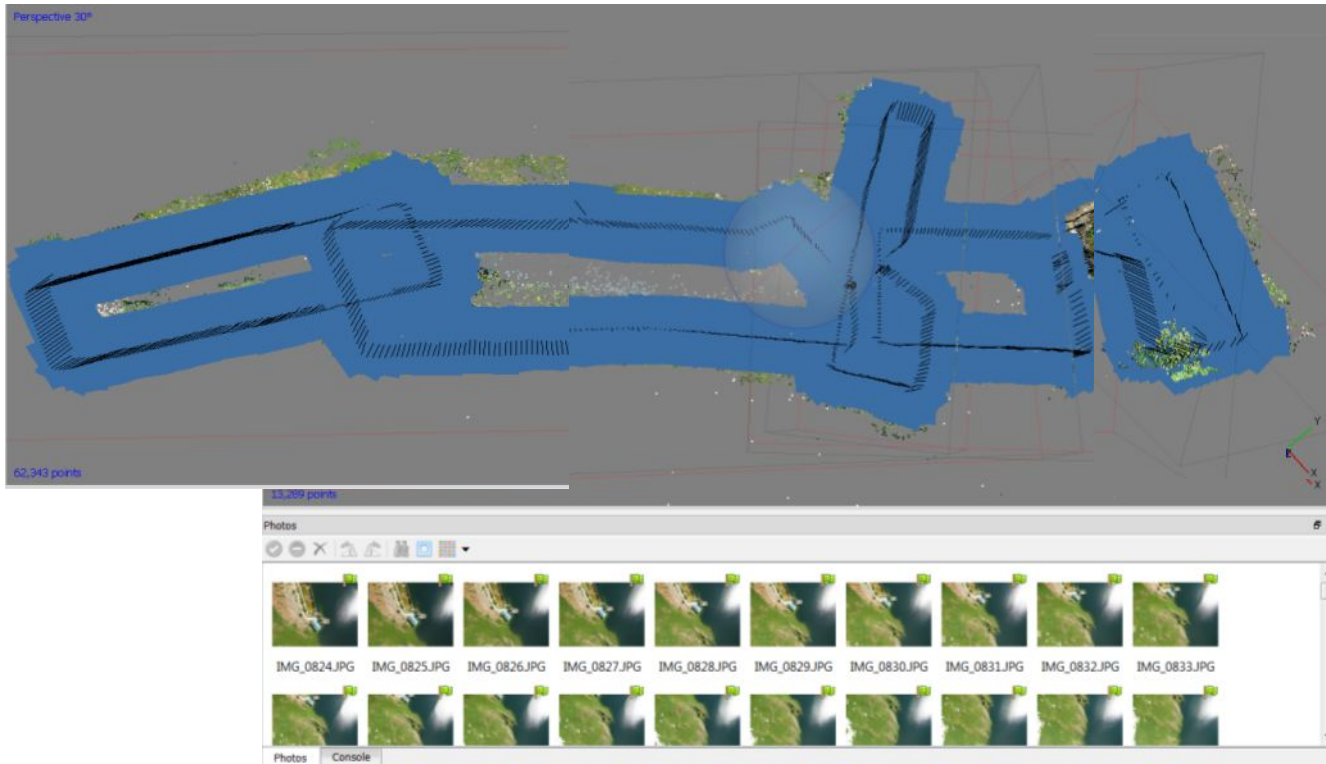 Perspective 30°
Y
X
X
62,343 points
13,289 points
Photos
IMG_0824.JPG IMG_0825.JPG IMG_0826.JPG IMG_0827.JPG IMG_0828.JPG IMG_0829.JPG IMG_0830.JPG IMG_0831.JPG IMG_0832.JPG IMG_0833.JPG
Photos Console